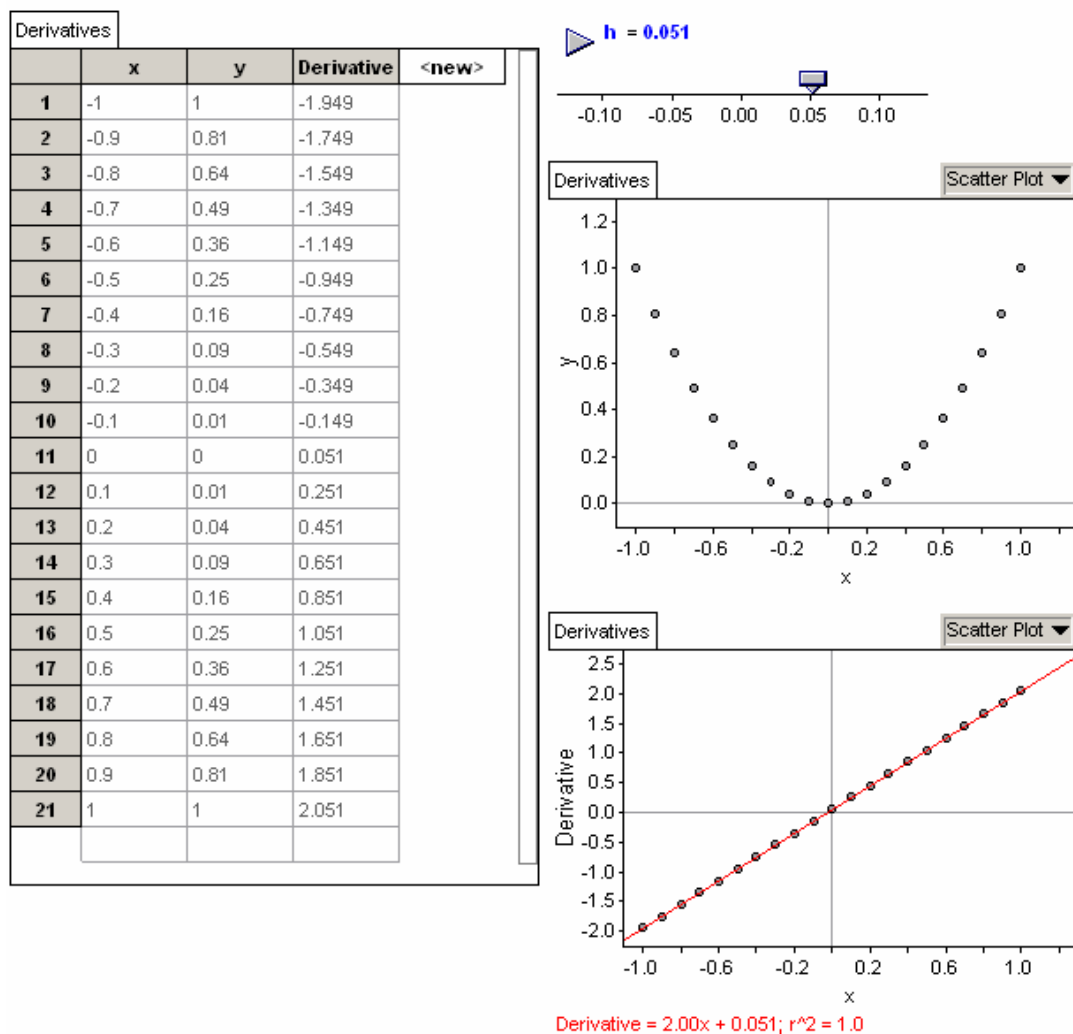 Derivatives
x y Derivative <new>
1 -1 1 -1.949
2 -0.9 0.81 -1.749
3 -0.8 0.64 -1.549
4 -0.7 0.49 -1.349
5 -0.6 0.36 -1.149
6 -0.5 0.25 -0.949
7 -0.4 0.16 -0.749
8 -0.3 0.09 -0.549
9 -0.2 0.04 -0.349
10 -0.1 0.01 -0.149
11 0 0 0.051
12 0.1 0.01 0.251
13 0.2 0.04 0.451
14 0.3 0.09 0.651
15 0.4 0.16 0.851
16 0.5 0.25 1.051
17 0.6 0.36 1.251
18 0.7 0.49 1.451
19 0.8 0.64 1.651
20 0.9 0.81 1.851
21 1 1 2.051
h = 0.051
-0.10 -0.05 0.00 0.05 0.10
Derivatives Scatter Plot
1.2
1.0
0.8
0.6
0.4
0.2
0.0
y
-1.0 -0.6 -0.2 0.2 0.6 1.0
x
Derivatives Scatter Plot
2.5
2.0
1.5
1.0
0.5
0.0
-0.5
-1.0
-1.5
-2.0
Derivative
-1.0 -0.6 -0.2 0.2 0.6 1.0
x
Derivative = 2.00x + 0.051; r^2 = 1.0